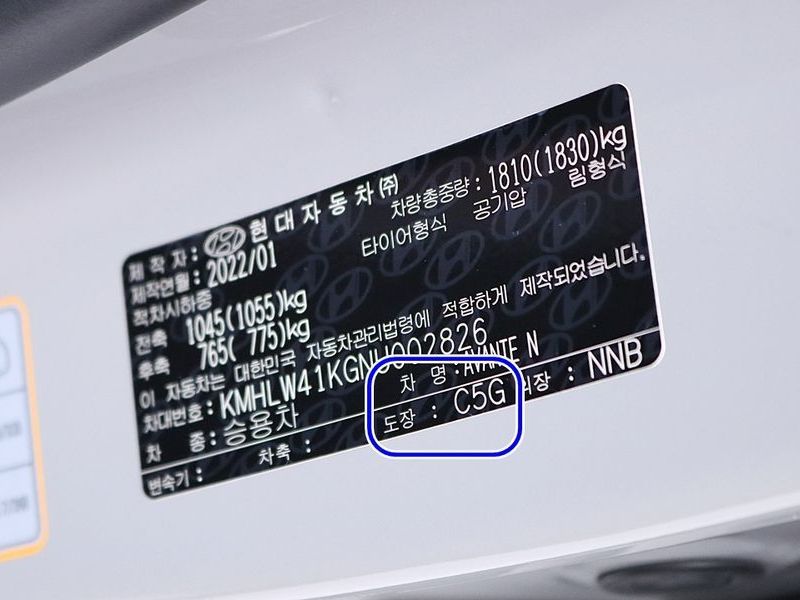 제 작 자 : 현대자동차㈜
제작연월 : 2022/01 차량총중량 : 1810(1830)kg
적차시하중 타이어형식 공기압 림형식
전축 1045(1055)kg
후축 765( 775)kg
이 자동차는 대한민국 자동차관리법령에 적합하게 제작되었습니다.
차대번호 : KMHLW41KGNU002826
차 종 : 승용차 차 명 : AVANTE N
변속기 : 차축 : 도장 : C5G 내장 : NNB